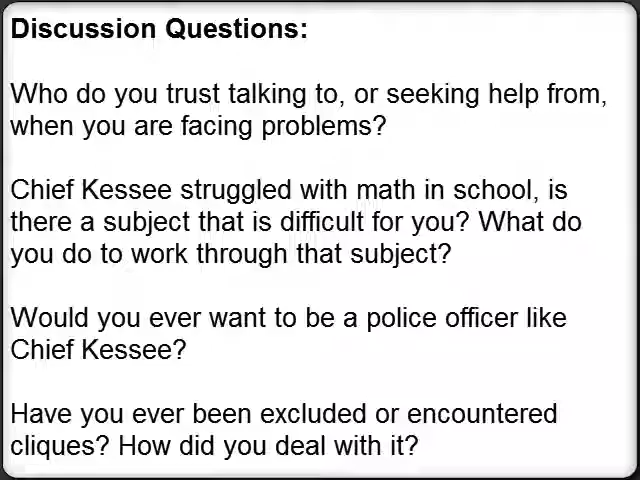 Discussion Questions:
Who do you trust talking to, or seeking help from,
when you are facing problems?
Chief Kessee struggled with math in school, is
there a subject that is difficult for you? What do
you do to work through that subject?
Would you ever want to be a police officer like
Chief Kessee?
Have you ever been excluded or encountered
cliques? How did you deal with it?